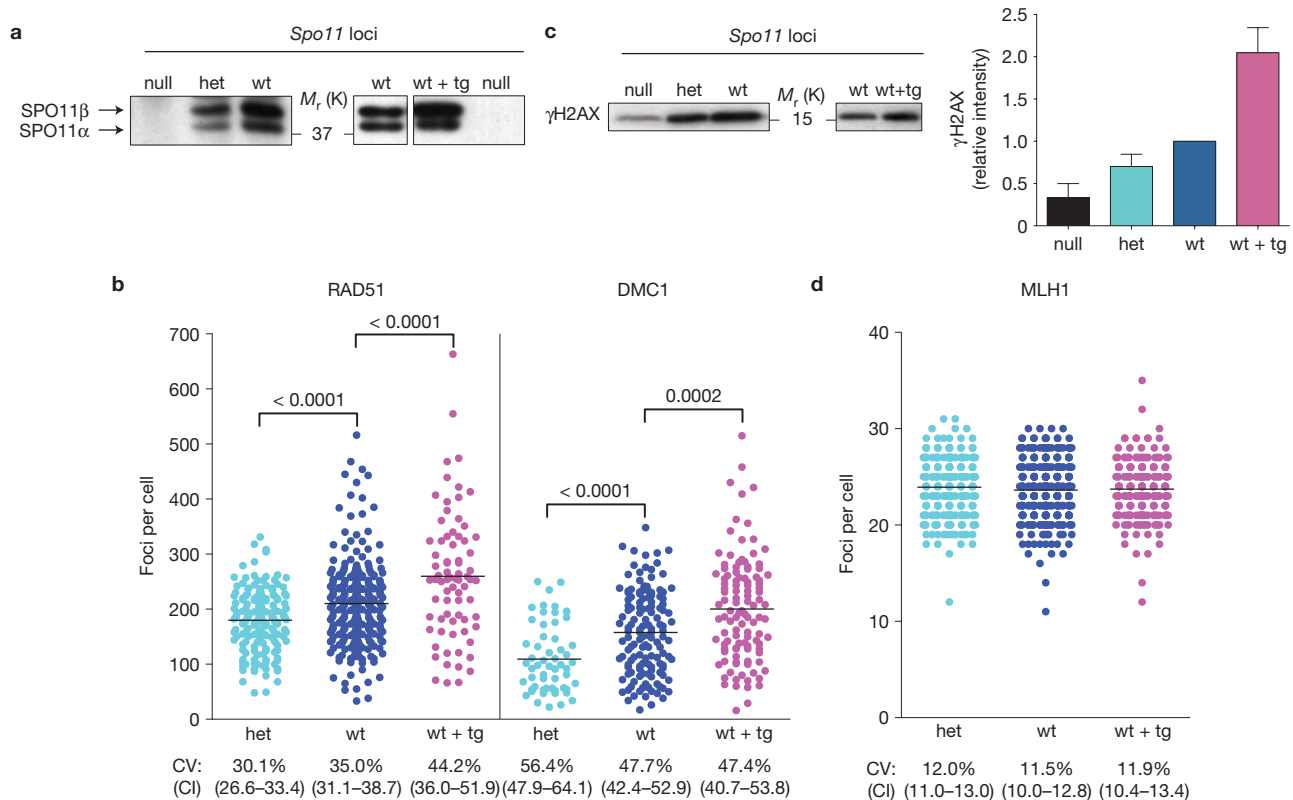 a
Spo11 loci
null het wt Mr (K) wt wt + tg null
SPO11β
SPO11α
37
c
Spo11 loci
null het wt Mr (K) wt wt+tg
γH2AX
15
γH2AX
(relative intensity)
2.5
2.0
1.5
1.0
0.5
0
null het wt wt + tg
b
RAD51 DMC1
Foci per cell
700
600
500
400
300
200
100
0
< 0.0001
< 0.0001
0.0002
< 0.0001
het wt wt + tg het wt wt + tg
CV: 30.1% 35.0% 44.2% 56.4% 47.7% 47.4%
(CI) (26.6–33.4) (31.1–38.7) (36.0–51.9) (47.9–64.1) (42.4–52.9) (40.7–53.8)
d
MLH1
Foci per cell
40
30
20
10
0
het wt wt + tg
CV: 12.0% 11.5% 11.9%
(CI) (11.0–13.0) (10.0–12.8) (10.4–13.4)